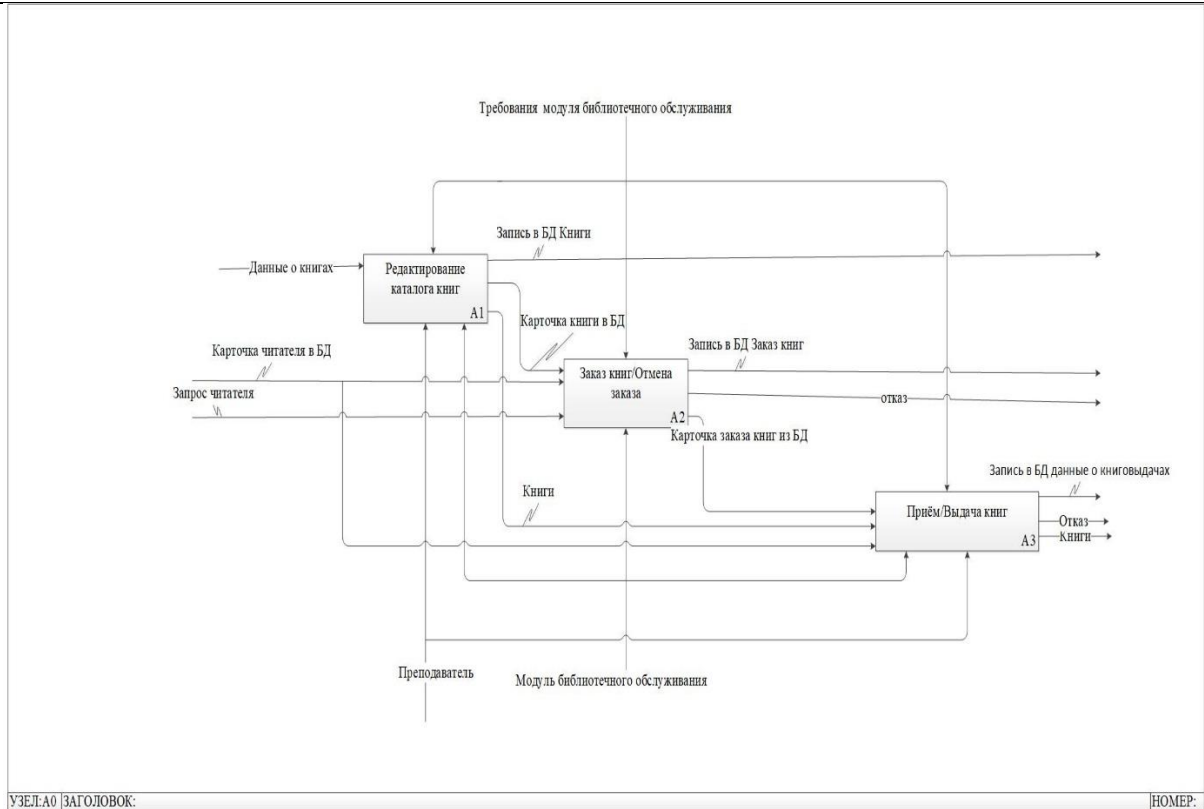 Требования модуля библиотечного обслуживания
Запись в БД Книги
Данные о книгах
Редактирование
каталога книг
A1
Карточка книги в БД
Карточка читателя в БД
Запрос читателя
Заказ книг/Отмена
заказа
A2
Запись в БД Заказ книг
отказ
Карточка заказа книг из БД
Книги
Запись в БД данные о книговыдачах
Приём/Выдача книг
A3
Отказ
Книги
Преподаватель
Модуль библиотечного обслуживания
УЗЕЛ:A0 ЗАГОЛОВОК: НОМЕР: